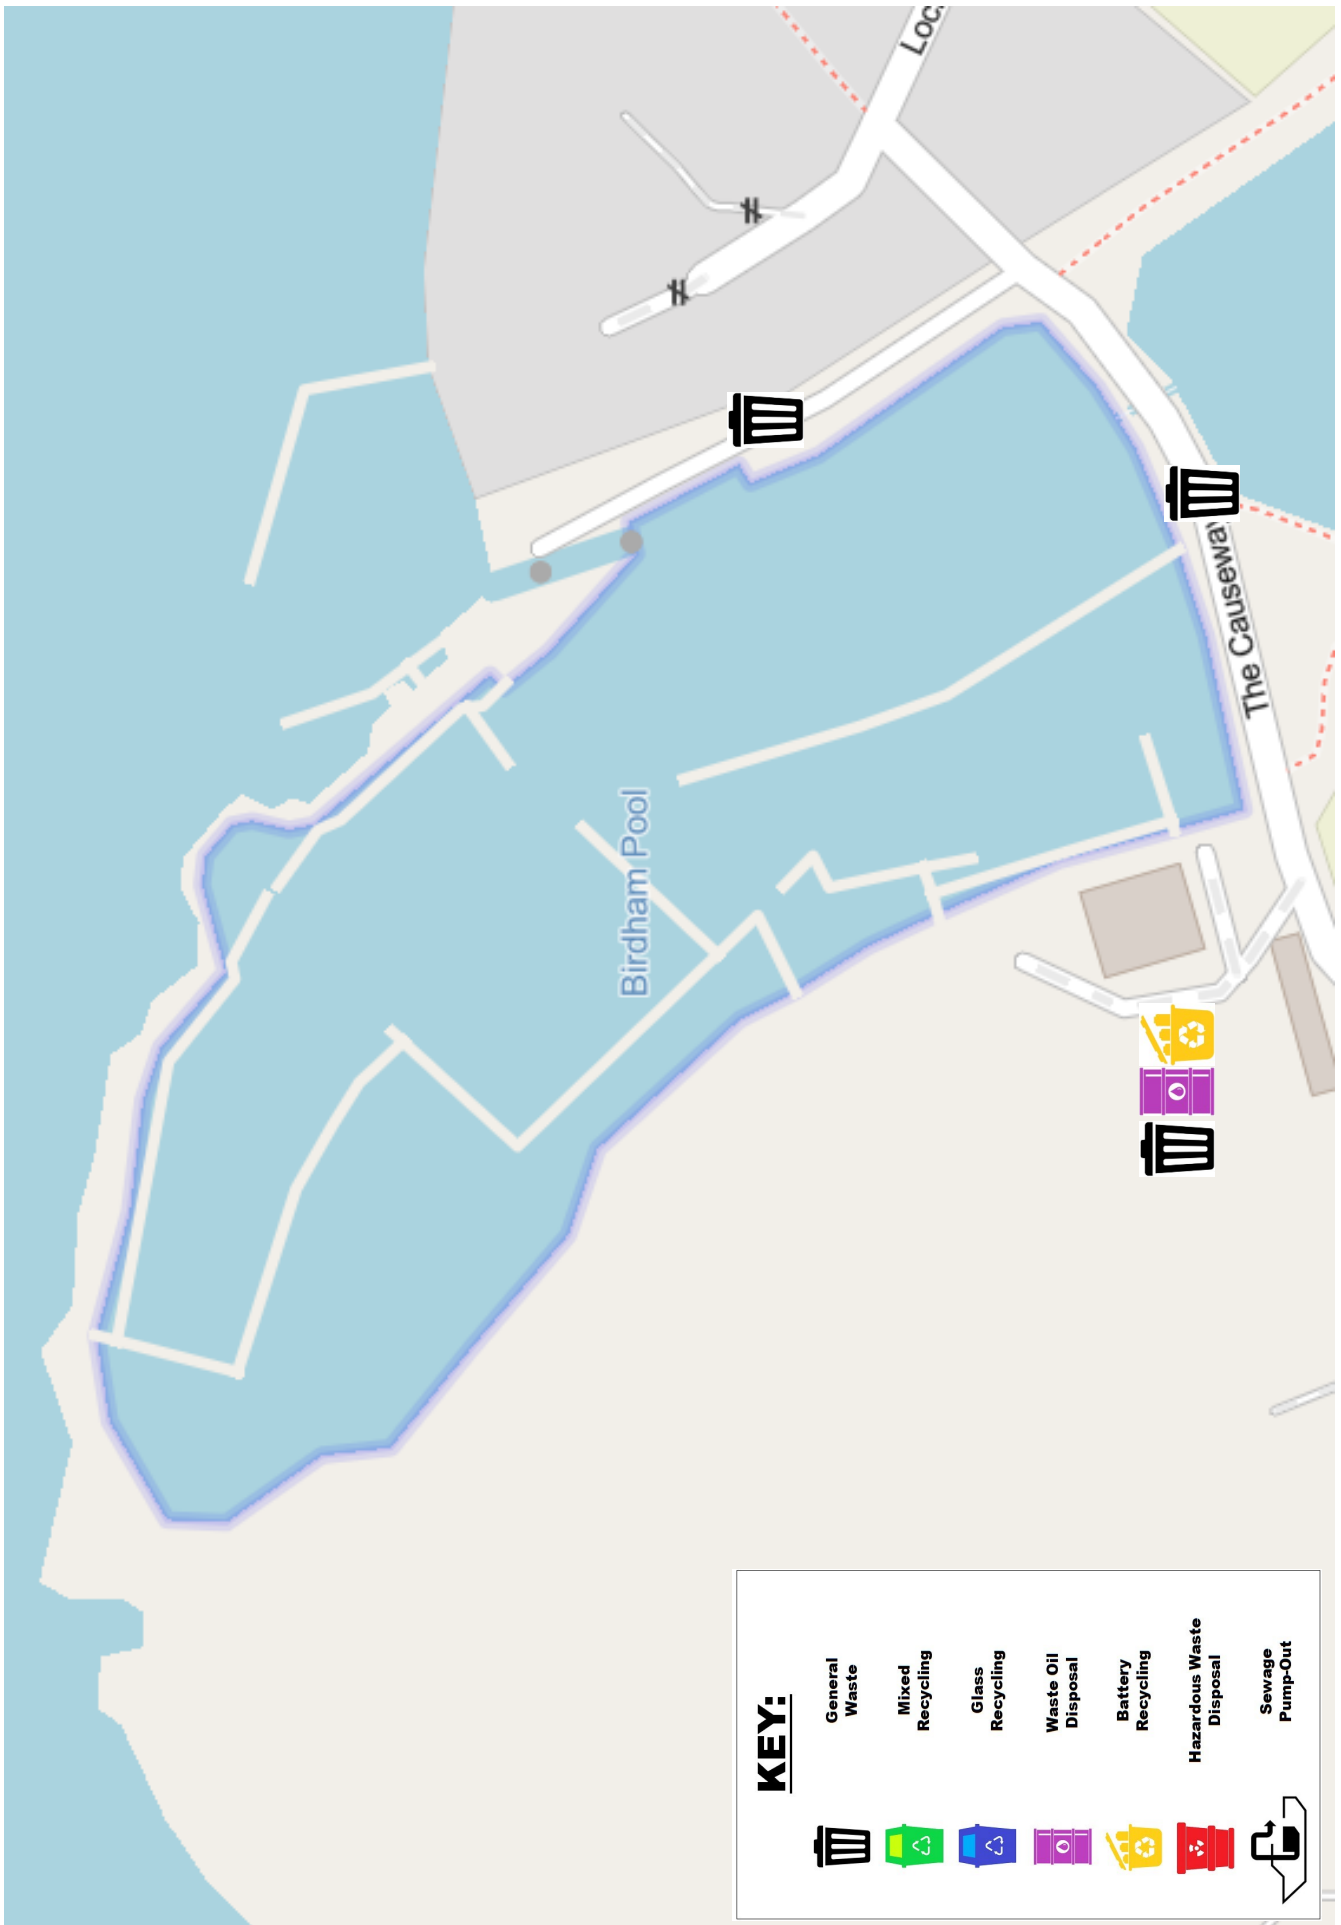 Loc
The Causeway
Birdham Pool
KEY:
General
Waste
Mixed
Recycling
Glass
Recycling
Waste Oil
Disposal
Battery
Recycling
Hazardous Waste
Disposal
Sewage
Pump-Out